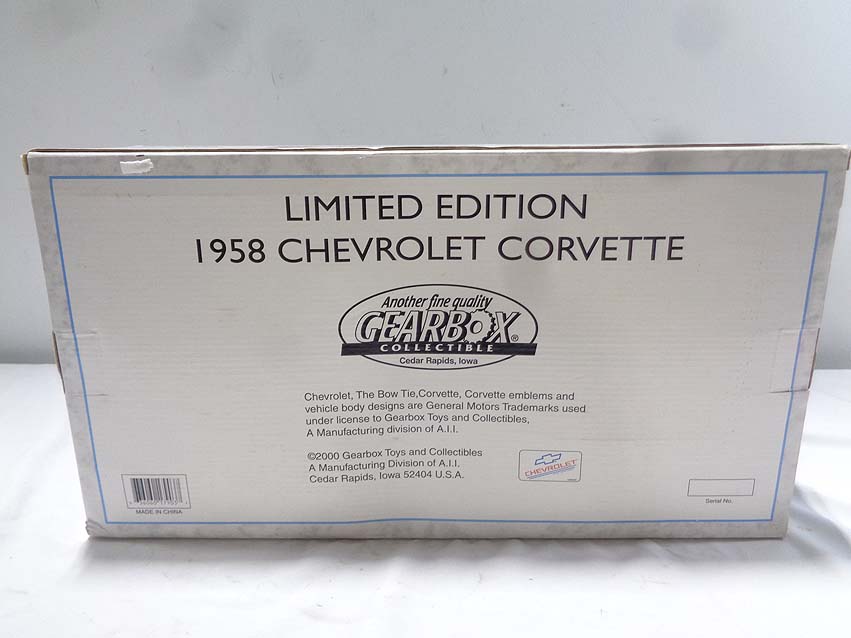 LIMITED EDITION
1958 CHEVROLET CORVETTE
Another fine quality
GEARBOX®
COLLECTIBLE
Cedar Rapids, Iowa
Chevrolet, The Bow Tie,Corvette, Corvette emblems and
vehicle body designs are General Motors Trademarks used
under license to Gearbox Toys and Collectibles,
A Manufacturing division of A.I.I.
©2000 Gearbox Toys and Collectibles
A Manufacturing Division of A.I.I.
Cedar Rapids, Iowa 52404 U.S.A.
CHEVROLET
MADE IN CHINA
Serial No.